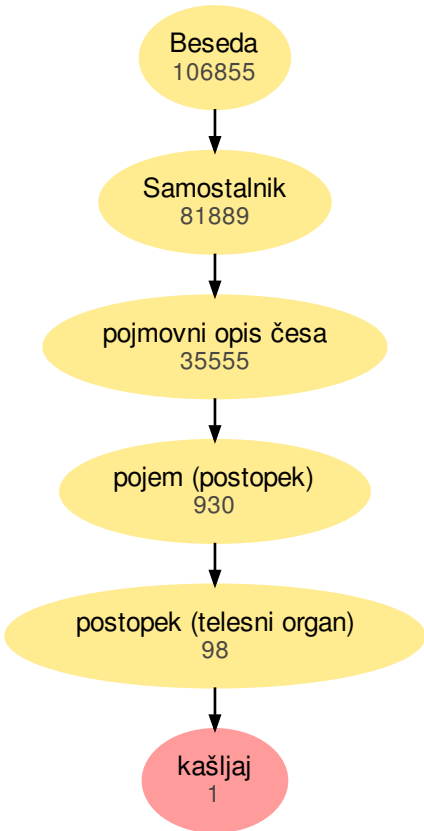 Beseda
106855
Samostalnik
81889
pojmovni opis česa
35555
pojem (postopek)
930
postopek (telesni organ)
98
kašljaj
1